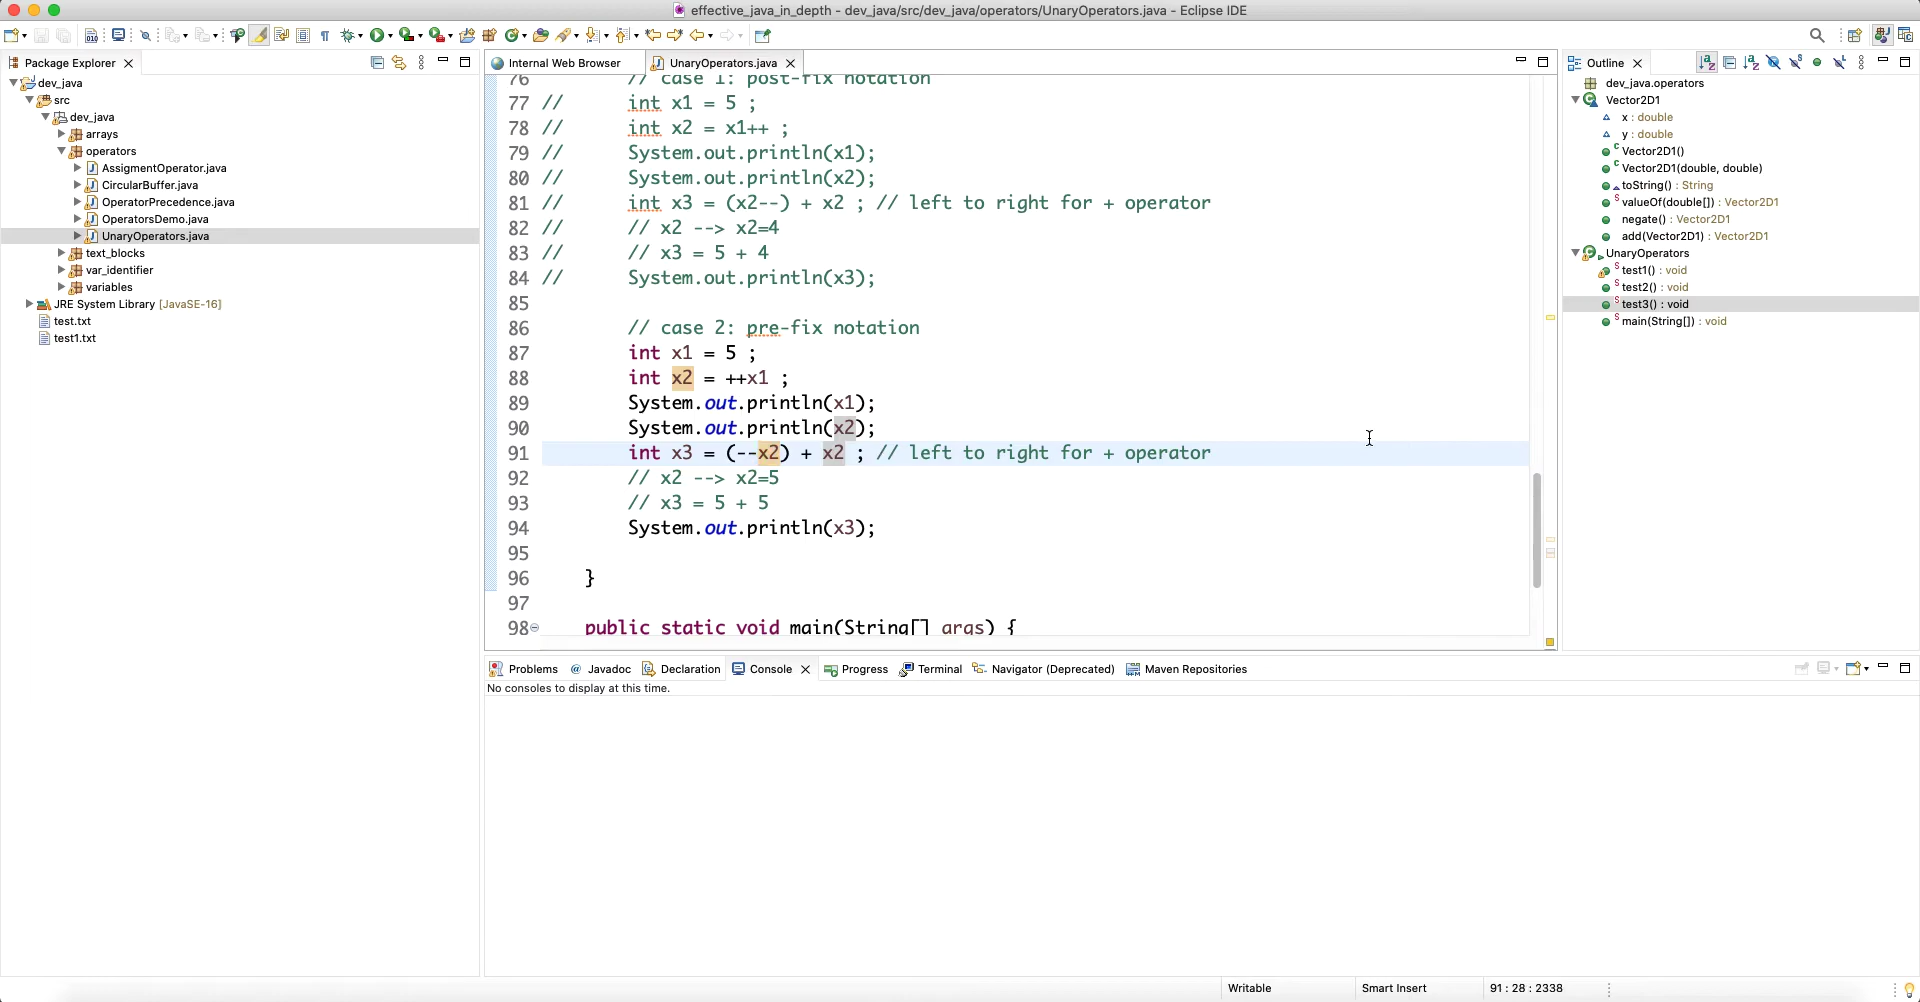 effective_java_in_depth - dev_java/src/dev_java/operators/UnaryOperators.java - Eclipse IDE
Package Explorer
dev_java
src
dev_java
arrays
operators
AssigmentOperator.java
CircularBuffer.java
OperatorPrecedence.java
OperatorsDemo.java
UnaryOperators.java
text_blocks
var_identifier
variables
JRE System Library [JavaSE-16]
test.txt
test1.txt
Internal Web Browser
UnaryOperators.java
76 // case 1: post-fix notation
77 // int x1 = 5 ;
78 // int x2 = x1++ ;
79 // System.out.println(x1);
80 // System.out.println(x2);
81 // int x3 = (x2--) + x2 ; // left to right for + operator
82 // // x2 --> x2=4
83 // // x3 = 5 + 4
84 // System.out.println(x3);
85
86 // case 2: pre-fix notation
87 int x1 = 5 ;
88 int x2 = ++x1 ;
89 System.out.println(x1);
90 System.out.println(x2);
91 int x3 = (--x2) + x2 ; // left to right for + operator
92 // x2 --> x2=5
93 // x3 = 5 + 5
94 System.out.println(x3);
95
96 }
97
98 public static void main(String[] args) {
Outline
dev_java.operators
Vector2D1
x : double
y : double
Vector2D1()
Vector2D1(double, double)
toString() : String
valueOf(double[]) : Vector2D1
negate() : Vector2D1
add(Vector2D1) : Vector2D1
UnaryOperators
test1() : void
test2() : void
test3() : void
main(String[]) : void
Problems
@ Javadoc
Declaration
Console
Progress
Terminal
Navigator (Deprecated)
Maven Repositories
No consoles to display at this time.
Writable
Smart Insert
91 : 28 : 2338